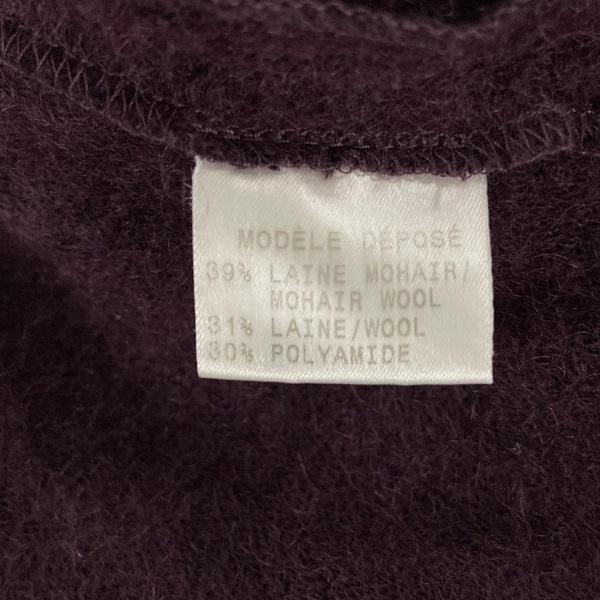 MODÈLE DÉPOSÉ
39% LAINE MOHAIR/
MOHAIR WOOL
31% LAINE/WOOL
30% POLYAMIDE